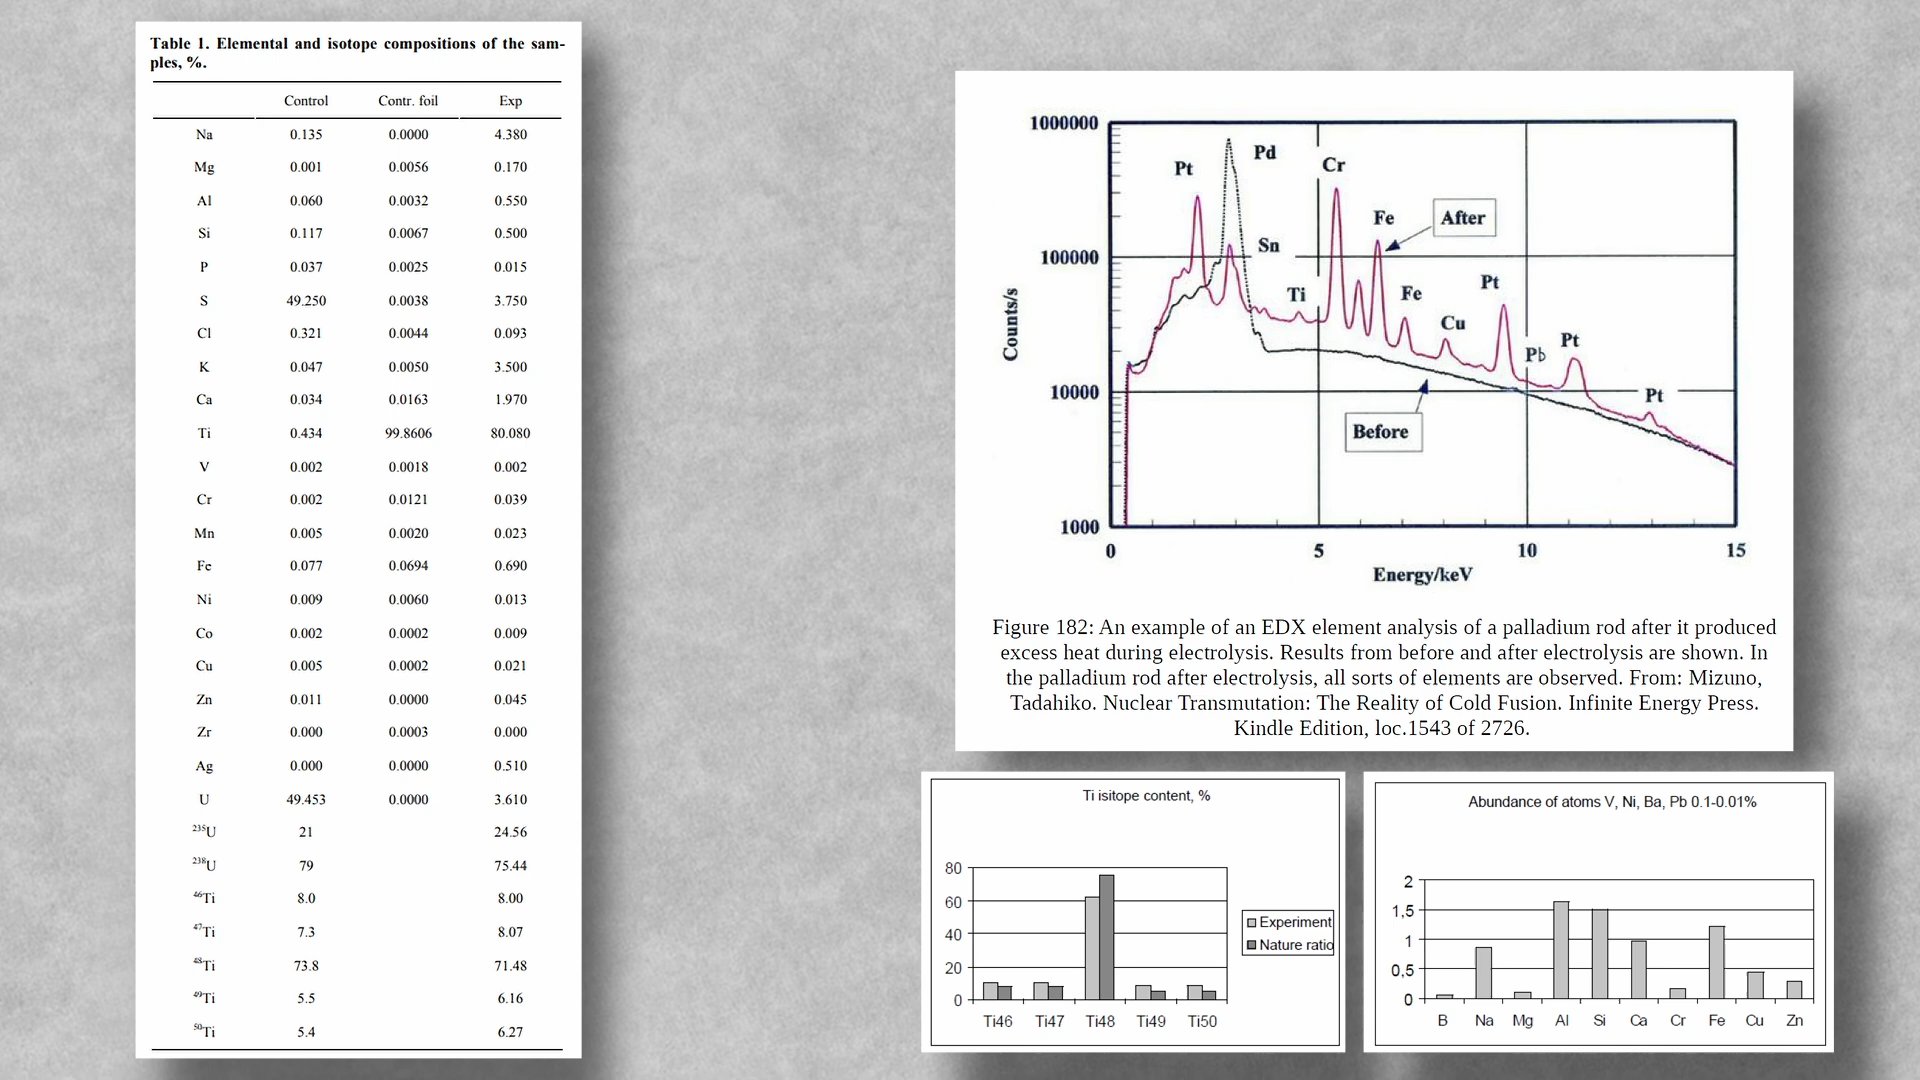 Table 1. Elemental and isotope compositions of the sam-
ples, %.
Control Contr. foil Exp
Na 0.135 0.0000 4.380
Mg 0.001 0.0056 0.170
Al 0.060 0.0032 0.550
Si 0.117 0.0067 0.500
P 0.037 0.0025 0.015
S 49.250 0.0038 3.750
Cl 0.321 0.0044 0.093
K 0.047 0.0050 3.500
Ca 0.034 0.0163 1.970
Ti 0.434 99.8606 80.080
V 0.002 0.0018 0.002
Cr 0.002 0.0121 0.039
Mn 0.005 0.0020 0.023
Fe 0.077 0.0694 0.690
Ni 0.009 0.0060 0.013
Co 0.002 0.0002 0.009
Cu 0.005 0.0002 0.021
Zn 0.011 0.0000 0.045
Zr 0.000 0.0003 0.000
Ag 0.000 0.0000 0.510
U 49.453 0.0000 3.610
²³⁵U 21 24.56
²³⁸U 79 75.44
⁴⁶Ti 8.0 8.00
⁴⁷Ti 7.3 8.07
⁴⁸Ti 73.8 71.48
⁴⁹Ti 5.5 6.16
⁵⁰Ti 5.4 6.27
1000000
100000
10000
1000
Counts/s
Pt
Pd
Cr
Fe
After
Sn
Ti
Fe
Pt
Cu
Pb
Pt
Pt
Before
0 5 10 15
Energy/keV
Figure 182: An example of an EDX element analysis of a palladium rod after it produced
excess heat during electrolysis. Results from before and after electrolysis are shown. In
the palladium rod after electrolysis, all sorts of elements are observed. From: Mizuno,
Tadahiko. Nuclear Transmutation: The Reality of Cold Fusion. Infinite Energy Press.
Kindle Edition, loc.1543 of 2726.
Ti isitope content, %
80
60
40
20
0
Ti46 Ti47 Ti48 Ti49 Ti50
Experiment
Nature ratio
Abundance of atoms V, Ni, Ba, Pb 0.1-0.01%
2
1,5
1
0,5
0
B Na Mg Al Si Ca Cr Fe Cu Zn